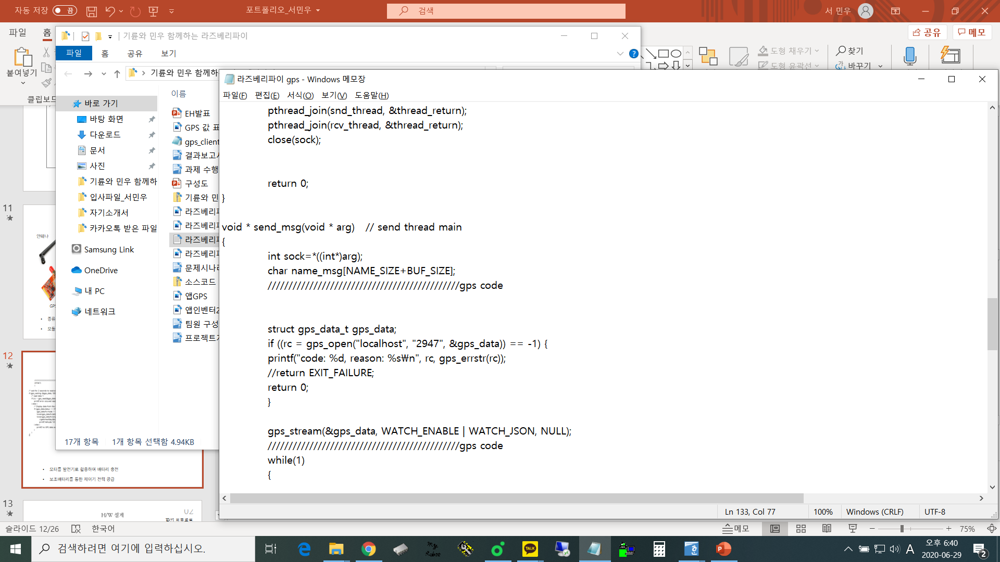 자동 저장 끔
포트폴리오_서민우
검색
서 민우
파일
홈
공유
메모
붙여넣기
클립보드
도형 채우기
도형 윤곽선
찾기
바꾸기
기륜와 민우 함께하는 라즈베리파이
파일 홈 공유 보기
기륜와 민우 함께하
이름
바로 가기
바탕 화면
다운로드
문서
사진
기륜와 민우 함께하
입사파일_서민우
자기소개서
카카오톡 받은 파일
Samsung Link
OneDrive
내 PC
네트워크
EH발표
GPS 값 표
gps_client
결과보고서
과제 수행
구성도
기륜와 민
라즈베리파
라즈베리파
라즈베리파
라즈베리파
문제시나리
소스코드
앱GPS
앱인벤터2
팀원 구성
프로젝트
17개 항목 1개 항목 선택함 4.94KB
라즈베리파이 gps - Windows 메모장
파일(F) 편집(E) 서식(O) 보기(V) 도움말(H)
pthread_join(snd_thread, &thread_return);
pthread_join(rcv_thread, &thread_return);
close(sock);
return 0;
}
void * send_msg(void * arg) // send thread main
{
int sock=*((int*)arg);
char name_msg[NAME_SIZE+BUF_SIZE];
//////////////////////////////////////////////gps code
struct gps_data_t gps_data;
if ((rc = gps_open("localhost", "2947", &gps_data)) == -1) {
printf("code: %d, reason: %s₩n", rc, gps_errstr(rc));
//return EXIT_FAILURE;
return 0;
}
gps_stream(&gps_data, WATCH_ENABLE | WATCH_JSON, NULL);
//////////////////////////////////////////////gps code
while(1)
{
Ln 133, Col 77 100% Windows (CRLF) UTF-8
11
안테나
GPS
종류
모듈
12
모터를 발전기로 활용하여 배터리 충전
보조배터리를 통한 제어기 전력 공급
13
H/W 설계
02
슬라이드 12/26 한국어
메모
75%
검색하려면 여기에 입력하십시오.
TALK
My Robot
A
오후 6:40
2020-06-29
2